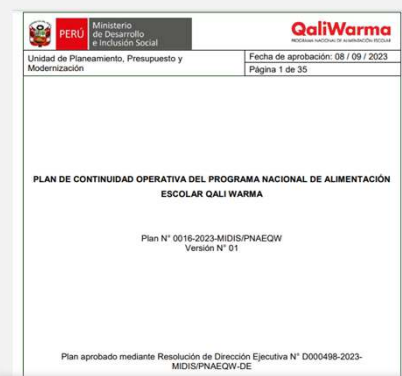 PERÚ
Ministerio
de Desarrollo
e Inclusión Social
QaliWarma
PROGRAMA NACIONAL DE ALIMENTACIÓN ESCOLAR
Unidad de Planeamiento, Presupuesto y
Modernización
Fecha de aprobación: 08 / 09 / 2023
Página 1 de 35
PLAN DE CONTINUIDAD OPERATIVA DEL PROGRAMA NACIONAL DE ALIMENTACIÓN
ESCOLAR QALI WARMA
Plan N° 0016-2023-MIDIS/PNAEQW
Versión N° 01
Plan aprobado mediante Resolución de Dirección Ejecutiva N° D000498-2023-
MIDIS/PNAEQW-DE